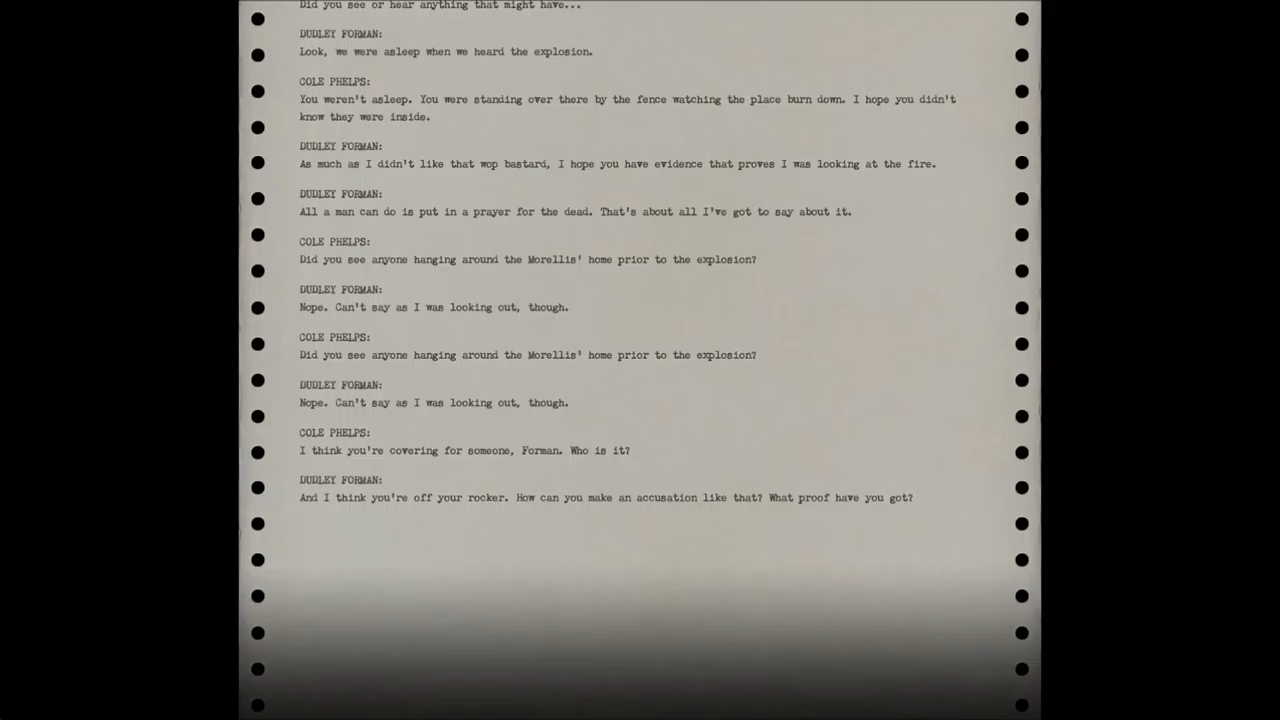 Did you see or hear anything that might have...
DUDLEY FORMAN:
Look, we were asleep when we heard the explosion.
COLE PHELPS:
You weren't asleep. You were standing over there by the fence watching the place burn down. I hope you didn't
know they were inside.
DUDLEY FORMAN:
As much as I didn't like that wop bastard, I hope you have evidence that proves I was looking at the fire.
DUDLEY FORMAN:
All a man can do is put in a prayer for the dead. That's about all I've got to say about it.
COLE PHELPS:
Did you see anyone hanging around the Morellis' home prior to the explosion?
DUDLEY FORMAN:
Nope. Can't say as I was looking out, though.
COLE PHELPS:
Did you see anyone hanging around the Morellis' home prior to the explosion?
DUDLEY FORMAN:
Nope. Can't say as I was looking out, though.
COLE PHELPS:
I think you're covering for someone, Forman. Who is it?
DUDLEY FORMAN:
And I think you're off your rocker. How can you make an accusation like that? What proof have you got?